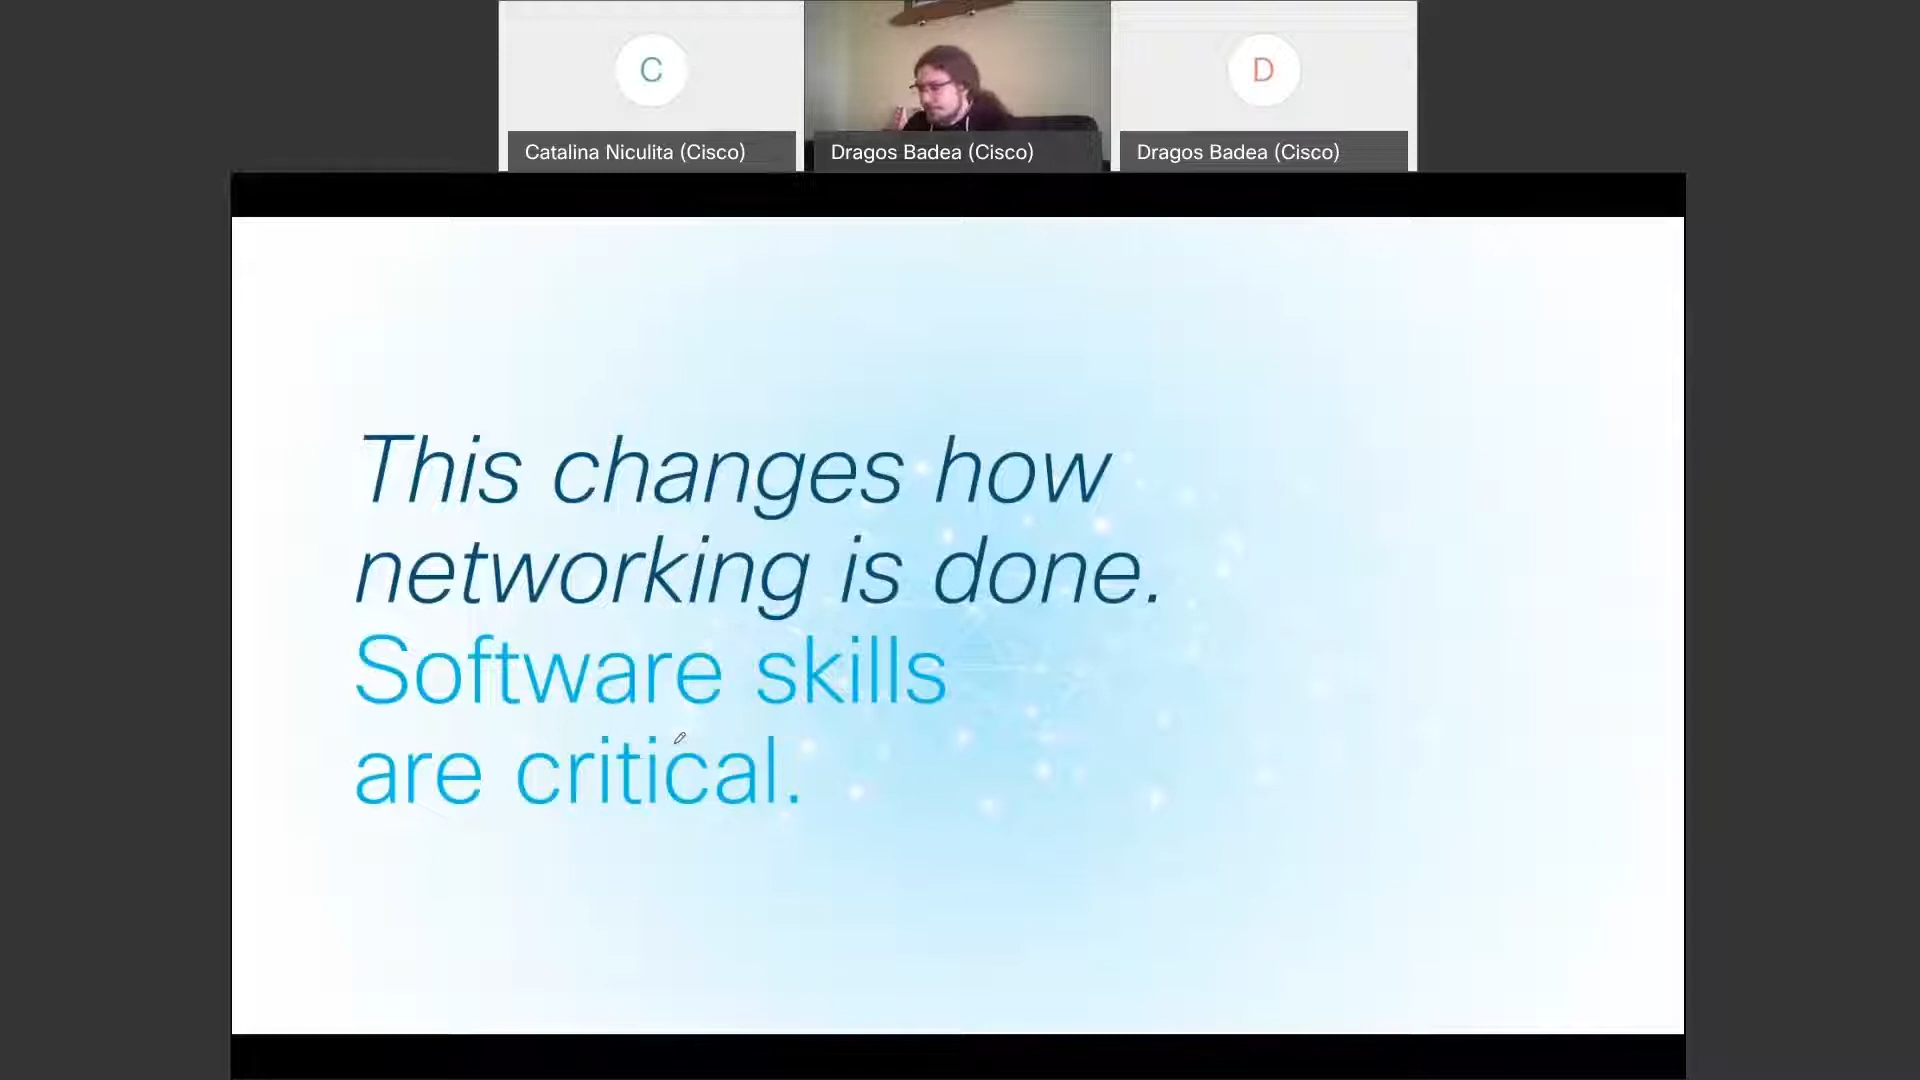 C
D
Catalina Niculita (Cisco)
Dragos Badea (Cisco)
Dragos Badea (Cisco)
This changes how
networking is done.
Software skills
are critical.